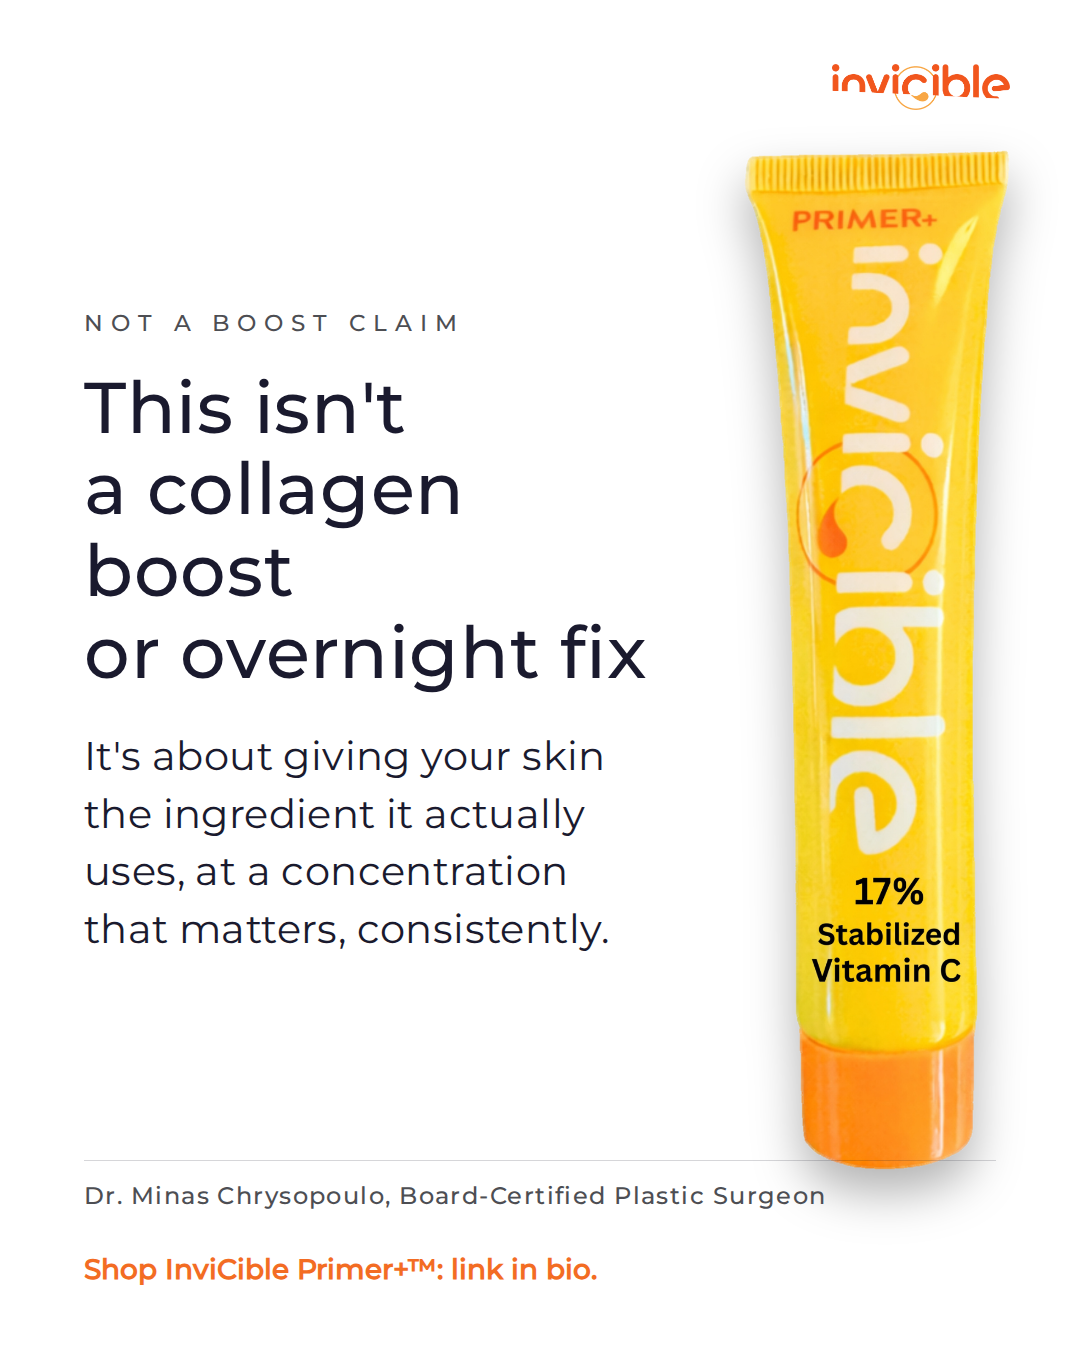 invicible
PRIMER+
invicible
NOT A BOOST CLAIM
This isn't
a collagen
boost
or overnight fix
It's about giving your skin
the ingredient it actually
uses, at a concentration
that matters, consistently.
17%
Stabilized
Vitamin C
Dr. Minas Chrysopoulo, Board-Certified Plastic Surgeon
Shop InviCible Primer+™: link in bio.